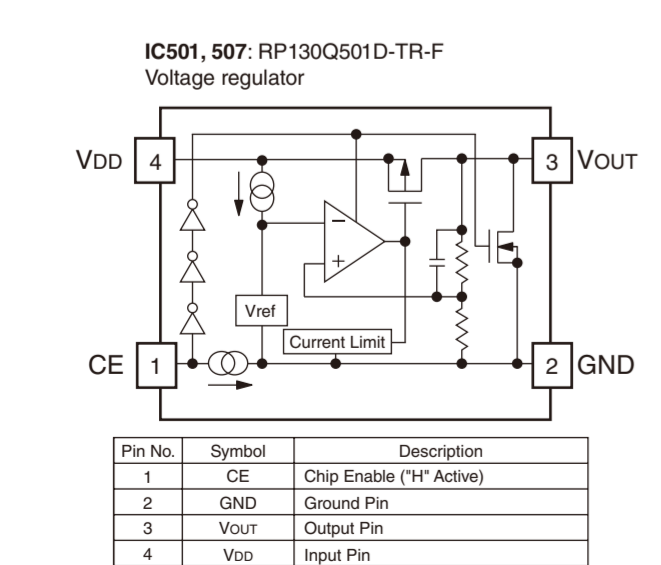 IC501, 507: RP130Q501D-TR-F
Voltage regulator
VDD 4 3 VOUT
− 
+
Vref
Current Limit
CE 1 2 GND
Pin No. Symbol Description
1 CE Chip Enable ("H" Active)
2 GND Ground Pin
3 VOUT Output Pin
4 VDD Input Pin